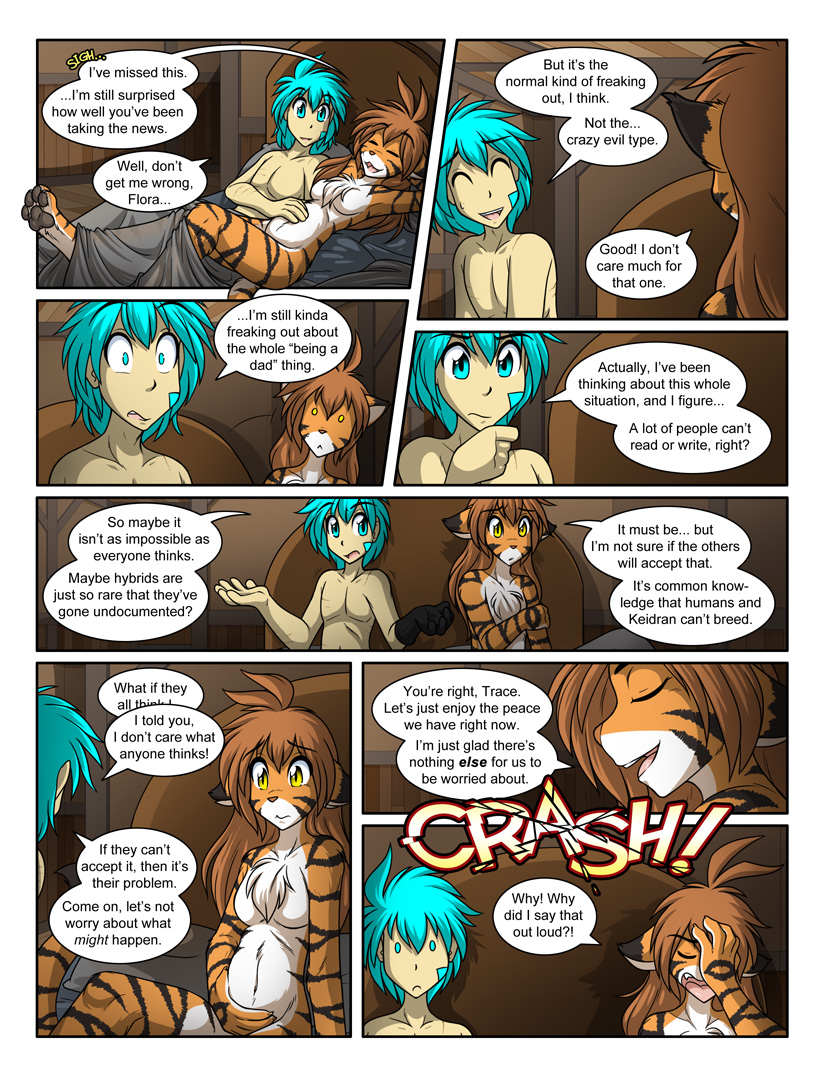 SIGH...
I've missed this.
...I'm still surprised
how well you've been
taking the news.
Well, don't
get me wrong,
Flora...
But it's the
normal kind of freaking
out, I think.
Not the...
crazy evil type.
Good! I don't
care much for
that one.
...I'm still kinda
freaking out about
the whole “being a
dad” thing.
Actually, I've been
thinking about this whole
situation, and I figure...
A lot of people can't
read or write, right?
So maybe it
isn't as impossible as
everyone thinks.
Maybe hybrids are
just so rare that they've
gone undocumented?
It must be... but
I'm not sure if the others
will accept that.
It's common know-
ledge that humans and
Keidran can't breed.
What if they
all think I
I told you,
I don't care what
anyone thinks!
If they can't
accept it, then it's
their problem.
Come on, let's not
worry about what
might happen.
You're right, Trace.
Let's just enjoy the peace
we have right now.
I'm just glad there's
nothing else for us to
be worried about.
CRASH!
Why! Why
did I say that
out loud?!